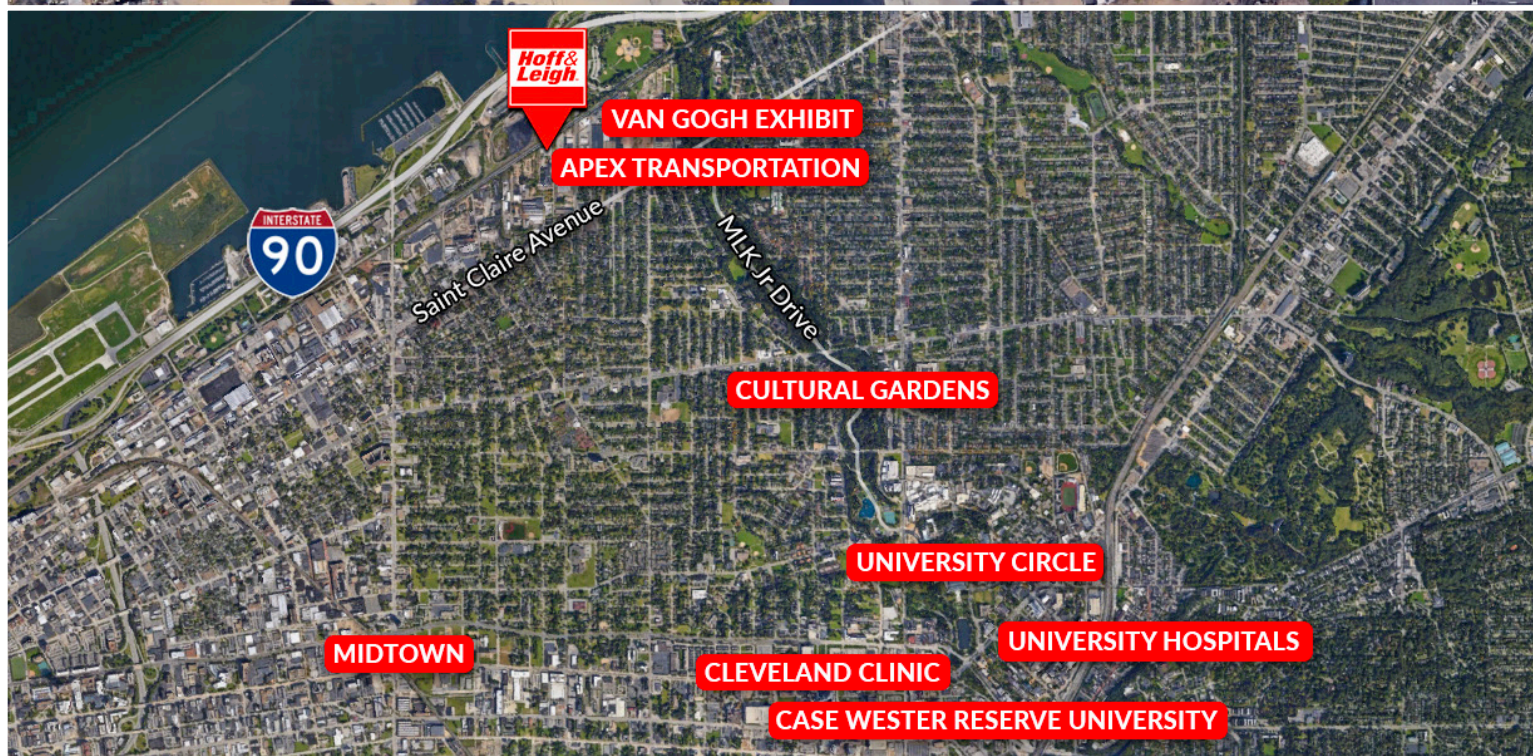 Hoff&
Leigh
VAN GOGH EXHIBIT
APEX TRANSPORTATION
INTERSTATE
90
Saint Claire Avenue
MLK Jr Drive
CULTURAL GARDENS
UNIVERSITY CIRCLE
UNIVERSITY HOSPITALS
MIDTOWN
CLEVELAND CLINIC
CASE WESTER RESERVE UNIVERSITY